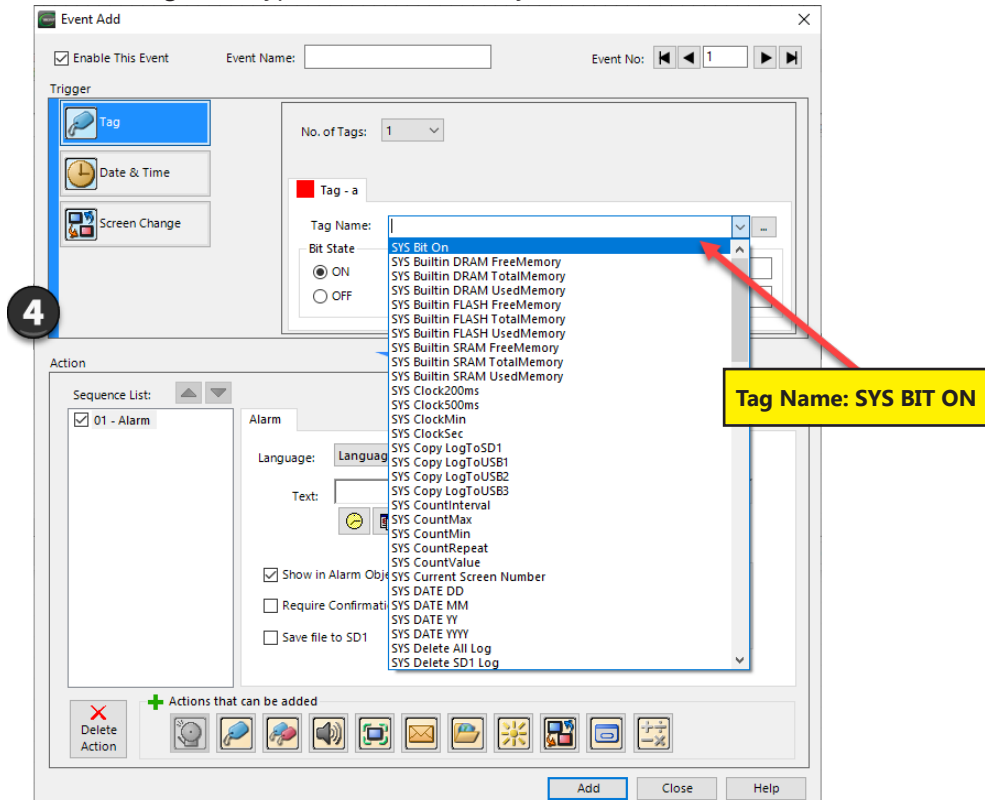 Event Add
Enable This Event
Event Name:
Event No:
1
Trigger
Tag
Date & Time
Screen Change
No. of Tags:
1
Tag - a
Tag Name:
...
Bit State
ON
OFF
SYS Bit On
SYS Builtin DRAM FreeMemory
SYS Builtin DRAM TotalMemory
SYS Builtin DRAM UsedMemory
SYS Builtin FLASH FreeMemory
SYS Builtin FLASH TotalMemory
SYS Builtin FLASH UsedMemory
SYS Builtin SRAM FreeMemory
SYS Builtin SRAM TotalMemory
SYS Builtin SRAM UsedMemory
SYS Clock200ms
SYS Clock500ms
SYS ClockMin
SYS ClockSec
SYS Copy LogToSD1
SYS Copy LogToUSB1
SYS Copy LogToUSB2
SYS Copy LogToUSB3
SYS CountInterval
SYS CountMax
SYS CountMin
SYS CountRepeat
SYS CountValue
SYS Current Screen Number
SYS DATE DD
SYS DATE MM
SYS DATE YY
SYS DATE YYYY
SYS Delete All Log
SYS Delete SD1 Log
4
Tag Name: SYS BIT ON
Action
Sequence List:
01 - Alarm
Alarm
Language:
Languag
Text:
Show in Alarm Obje
Require Confirmati
Save file to SD1
Delete
Action
Actions that can be added
Add
Close
Help